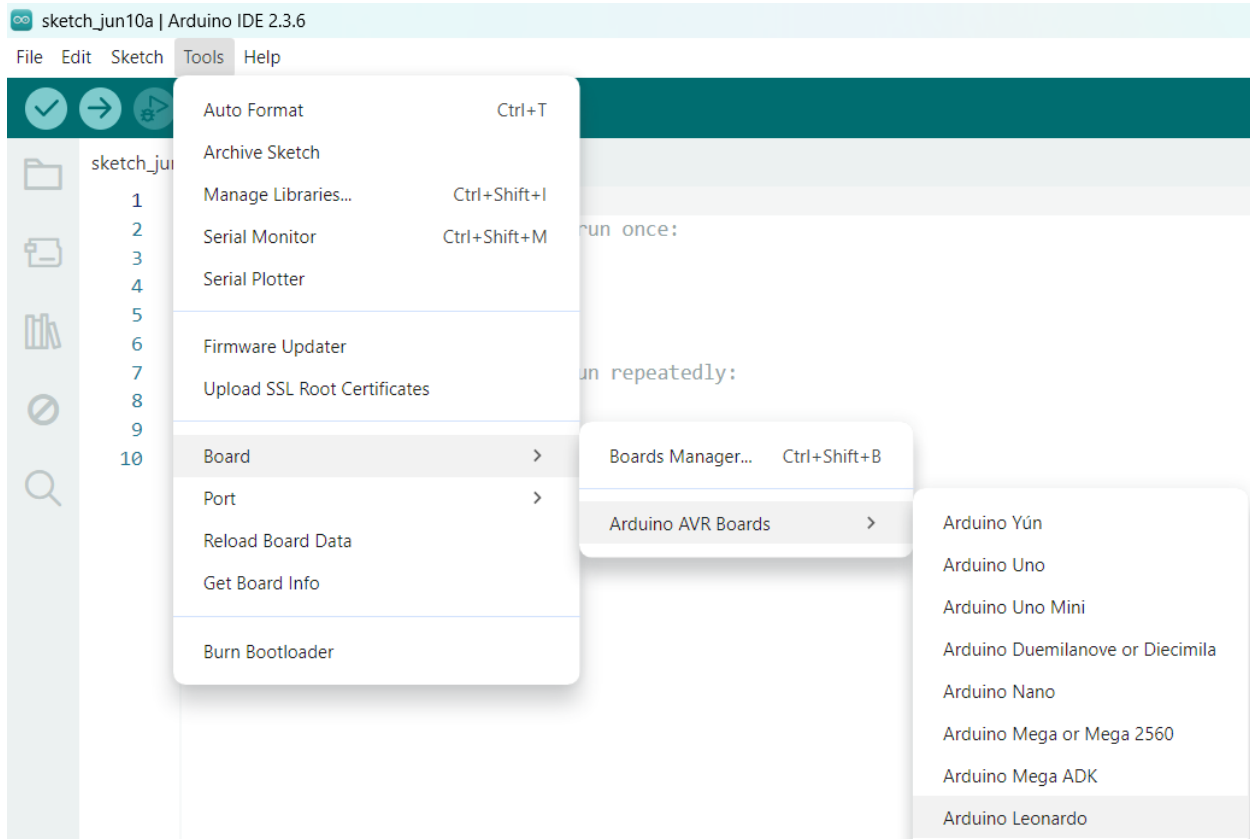 sketch_jun10a | Arduino IDE 2.3.6
File Edit Sketch Tools Help
sketch_jun
1
2
3
4
5
6
7
8
9
10
run once:
un repeatedly:
Auto Format Ctrl+T
Archive Sketch
Manage Libraries... Ctrl+Shift+I
Serial Monitor Ctrl+Shift+M
Serial Plotter
Firmware Updater
Upload SSL Root Certificates
Board
Port
Reload Board Data
Get Board Info
Burn Bootloader
Boards Manager... Ctrl+Shift+B
Arduino AVR Boards
Arduino Yún
Arduino Uno
Arduino Uno Mini
Arduino Duemilanove or Diecimila
Arduino Nano
Arduino Mega or Mega 2560
Arduino Mega ADK
Arduino Leonardo